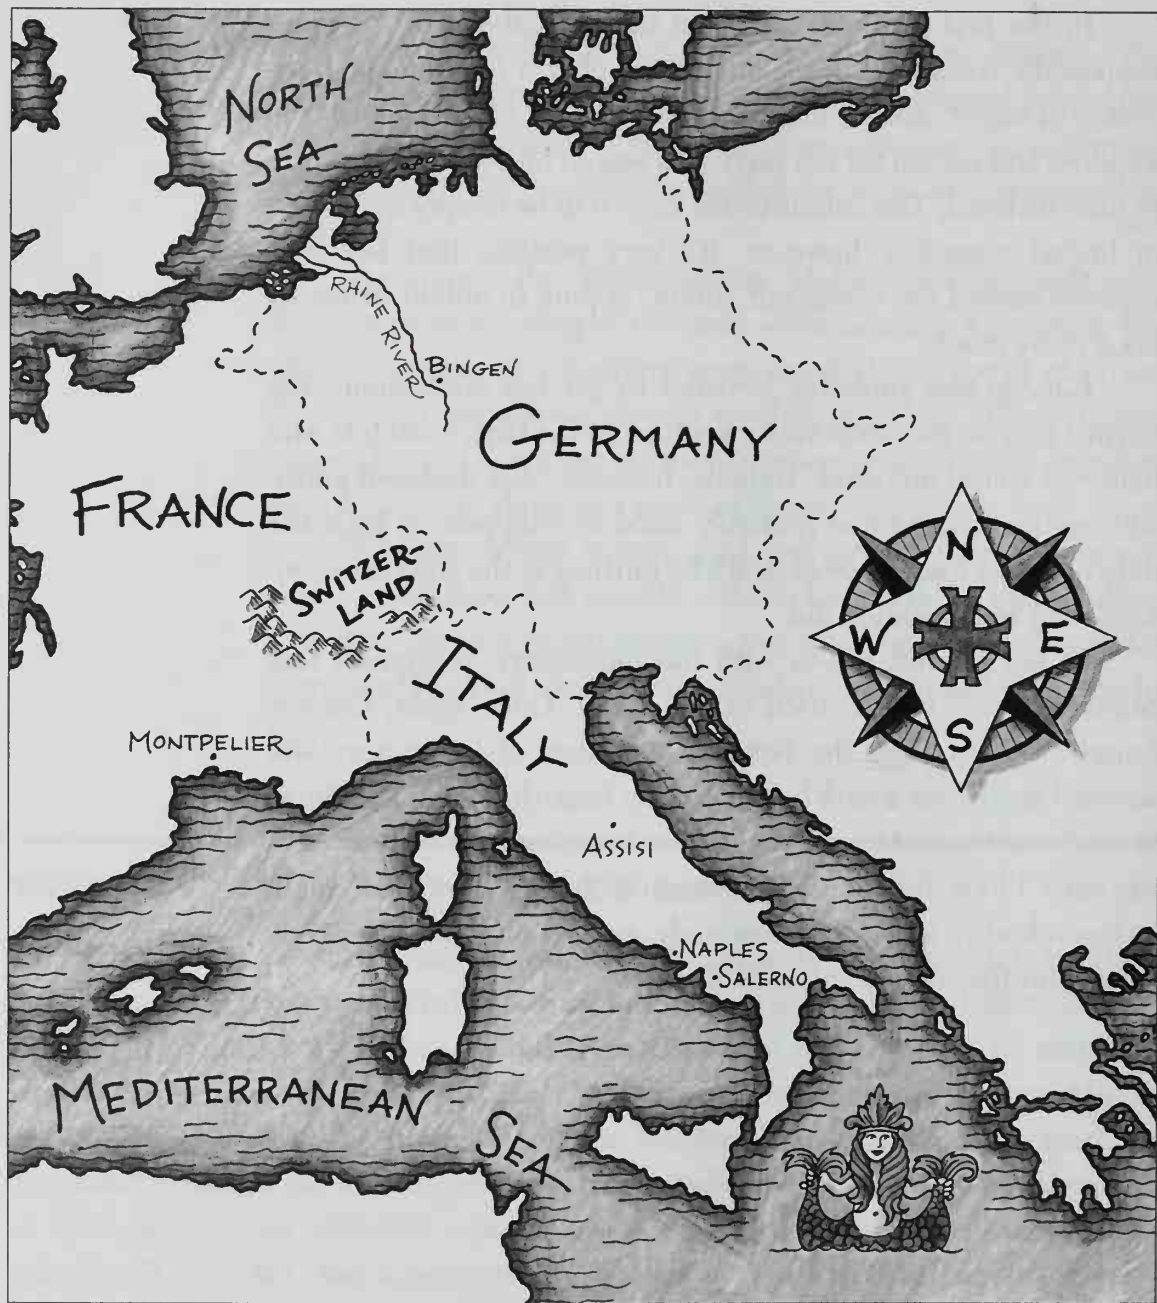 NORTH
SEA
RHINE RIVER
BINGEN
GERMANY
FRANCE
SWITZER-
LAND
N
W E
S
ITALY
MONTPELIER
ASSISI
NAPLES
SALERNO
MEDITERRANEAN
SEA